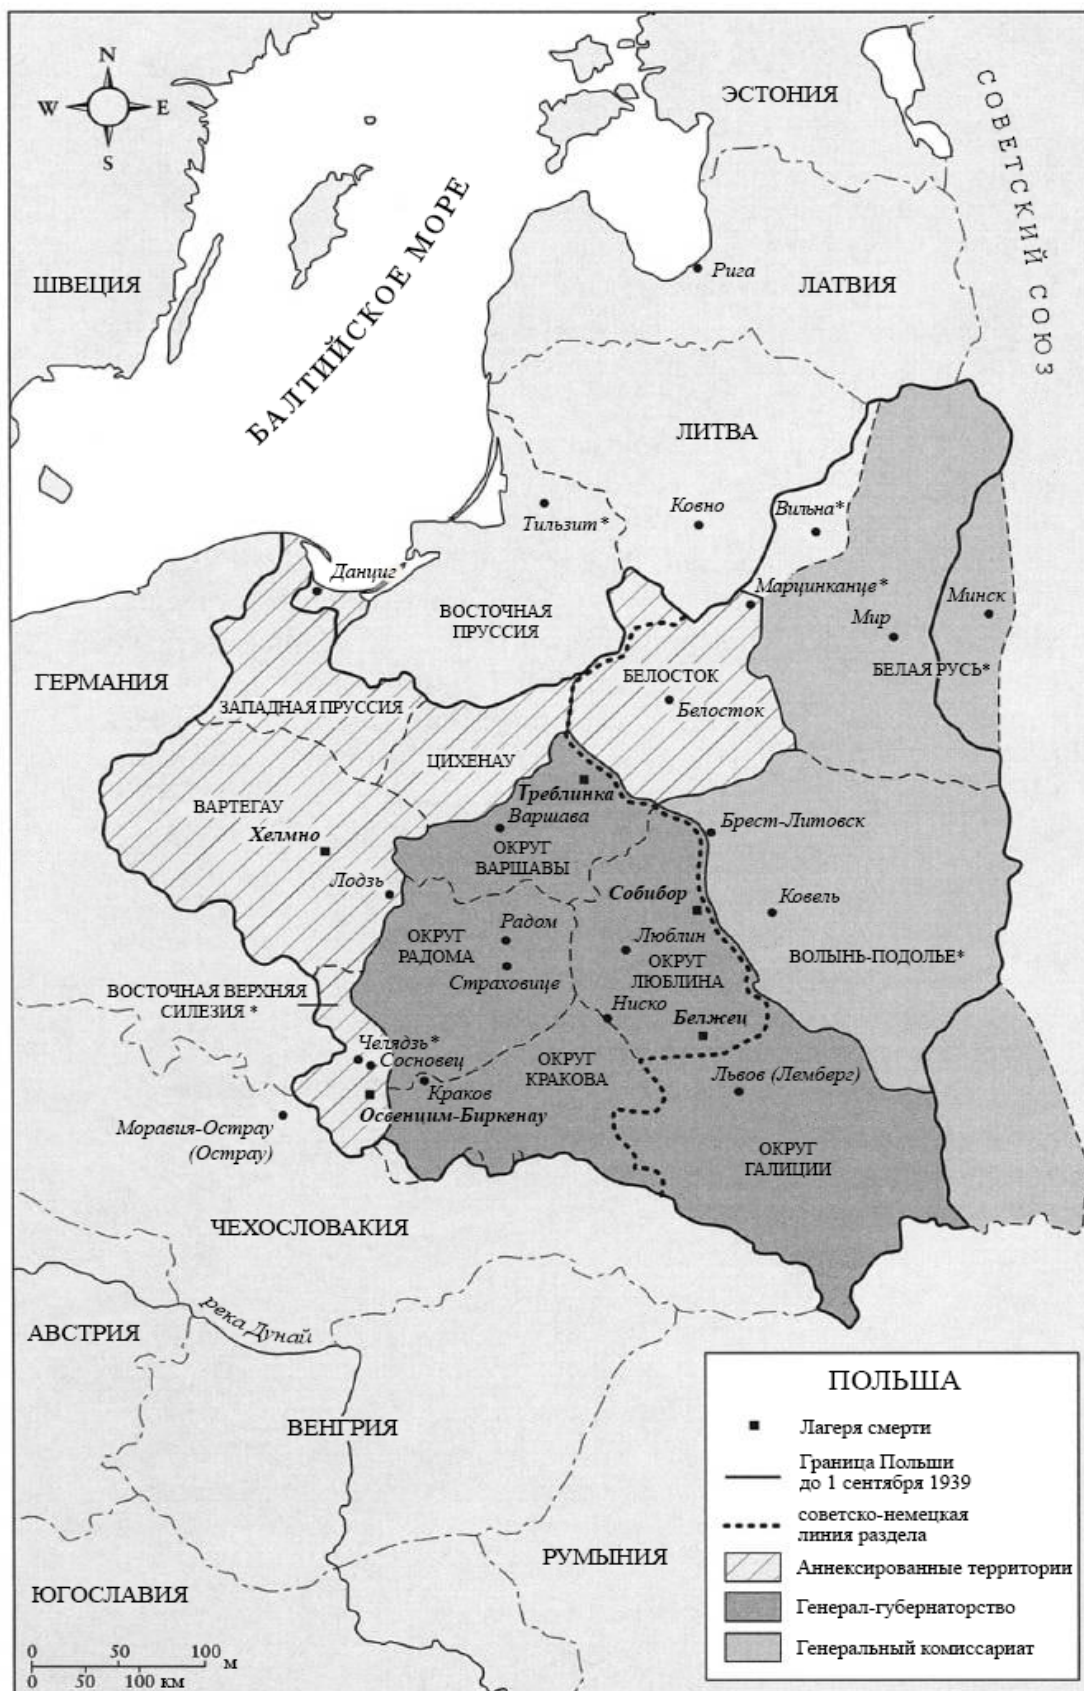 N
W
E
S
ЭСТОНИЯ
СОВЕТСКИЙ СОЮЗ
ШВЕЦИЯ
БАЛТИЙСКОЕ МОРЕ
Рига
ЛАТВИЯ
ЛИТВА
Тильзит*
Ковно
Вильна*
Данциг
Марцинканце*
Минск
ВОСТОЧНАЯ
ПРУССИЯ
Мир
БЕЛАЯ РУСЬ*
ГЕРМАНИЯ
БЕЛОСТОК
Белосток
ЗАПАДНАЯ ПРУССИЯ
ЦИХЕНАУ
ВАРТЕГАУ
Треблинка
Хелмно
Варшава
Брест-Литовск
ОКРУГ
ВАРШАВЫ
Лодзь
Собибор
Ковель
Радом
ОКРУГ
РАДОМА
Люблин
ОКРУГ
ЛЮБЛИНА
ВОЛЫНЬ-ПОДОЛЬЕ*
Страховице
ВОСТОЧНАЯ ВЕРХНЯЯ
СИЛЕЗИЯ *
Ниско
Белжец
Челядзь*
Сосновец
ОКРУГ
КРАКОВА
Краков
Львов (Лемберг)
Освенцим-Биркенау
Моравия-Острау
(Острау)
ОКРУГ
ГАЛИЦИИ
ЧЕХОСЛОВАКИЯ
река Дунай
АВСТРИЯ
ВЕНГРИЯ
РУМЫНИЯ
ЮГОСЛАВИЯ
0 50 100 м
0 50 100 км
ПОЛЬША
Лагеря смерти
Граница Польши
до 1 сентября 1939
советско-немецкая
линия раздела
Аннексированные территории
Генерал-губернаторство
Генеральный комиссариат